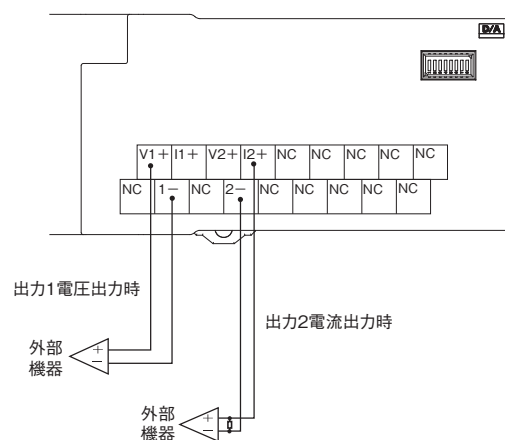 D/A
V1+ I1+ V2+ I2+ NC NC NC NC NC
NC 1− NC 2− NC NC NC NC NC
出力1電圧出力時
外部
機器
+
−
出力2電流出力時
外部
機器
+
−